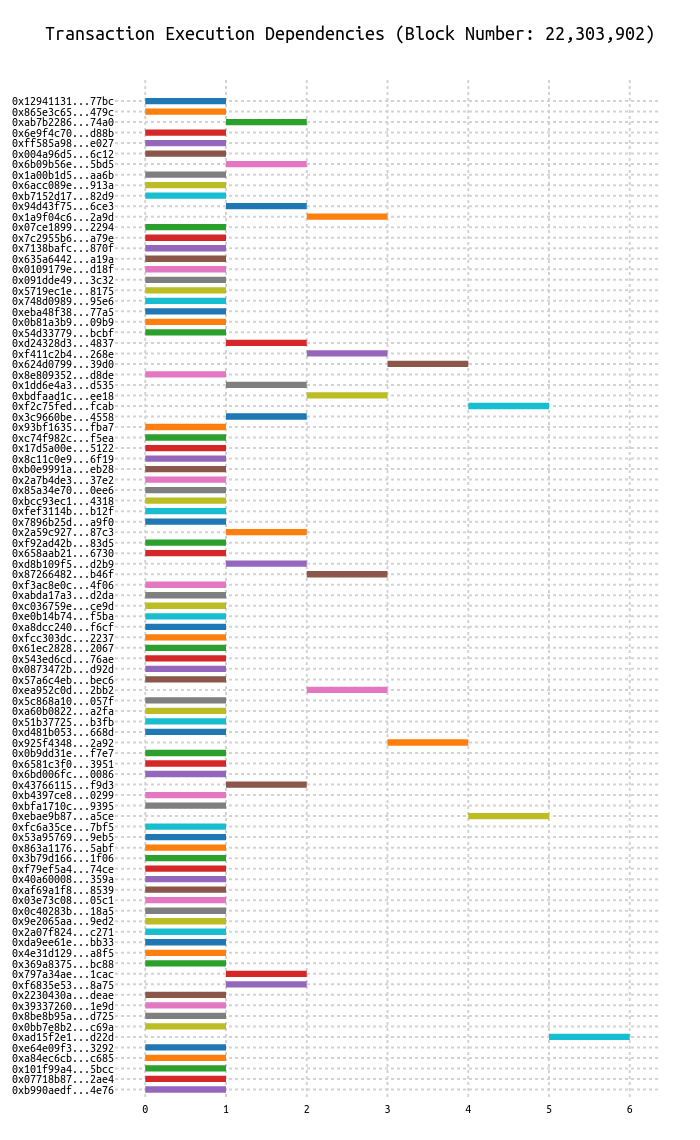 Transaction Execution Dependencies (Block Number: 22,303,902)
0x12941131...77bc
0x865e3c65...479c
0xab7b2286...74a0
0x6e9f4c70...d88b
0xff585a98...e027
0x004a96d5...6c12
0x6b09b56e...5bd5
0x1a00b1d5...aa6b
0x6acc089e...913a
0xb7152d17...82d9
0x94d43f75...6ce3
0x1a9f04c6...2a9d
0x07ce1899...2294
0x7c2955b6...a79e
0x7138bafc...870f
0x635a6442...a19a
0x0109179e...d18f
0x091dde49...3c32
0x5719ec1e...8175
0x748d0989...95e6
0xeba48f38...77a5
0x0b81a3b9...09b9
0x54d33779...bcbf
0xd24328d3...4837
0xf411c2b4...268e
0x624d0799...39d0
0x8e809352...d8de
0x1dd6e4a3...d535
0xbdfaad1c...ee18
0xf2c75fed...fcab
0x3c9660be...4558
0x93bf1635...fba7
0xc74f982c...f5ea
0x17d5a00e...5122
0x8c11c0e9...6f19
0xb0e9991a...eb28
0x2a7b4de3...37e2
0x85a34e70...0ee6
0xbcc93ec1...4318
0xfef3114b...b12f
0x7896b25d...a9f0
0x2a59c927...87c3
0xf92ad42b...83d5
0x658aab21...6730
0xd8b109f5...d2b9
0x87266482...b46f
0xf3ac8e0c...4f06
0xabda17a3...d2da
0xc036759e...ce9d
0xe0b14b74...f5ba
0xa8dcc240...f6cf
0xfcc303dc...2237
0x61ec2828...2067
0x543ed6cd...76ae
0x0873472b...d92d
0x57a6c4eb...bec6
0xea952c0d...2bb2
0x5c868a10...057f
0xa60b0822...a2fa
0x51b37725...b3fb
0xd481b053...668d
0x925f4348...2a92
0x0b9dd31e...f7e7
0x6581c3f0...3951
0x6bd006fc...0086
0x43766115...f9d3
0xb4397ce8...0299
0xbfa1710c...9395
0xebae9b87...a5ce
0xfc6a35ce...7bf5
0x53a95769...9eb5
0x863a1176...5abf
0x3b79d166...1f06
0xf79ef5a4...74ce
0x40a60008...359a
0xaf69a1f8...8539
0x03e73c08...05c1
0x0c40283b...18a5
0x9e2065aa...9ed2
0x2a07f824...c271
0xda9ee61e...bb33
0x4e31d129...a8f5
0x369a8375...bc88
0x797a34ae...1cac
0xf6835e53...8a75
0x2230430a...deae
0x39337260...1e9d
0x8be8b95a...d725
0x0bb7e8b2...c69a
0xad15f2e1...d22d
0xe64e09f3...3292
0xa84ec6cb...c685
0x101f99a4...5bcc
0x07718b87...2ae4
0xb990aedf...4e76
0 1 2 3 4 5 6